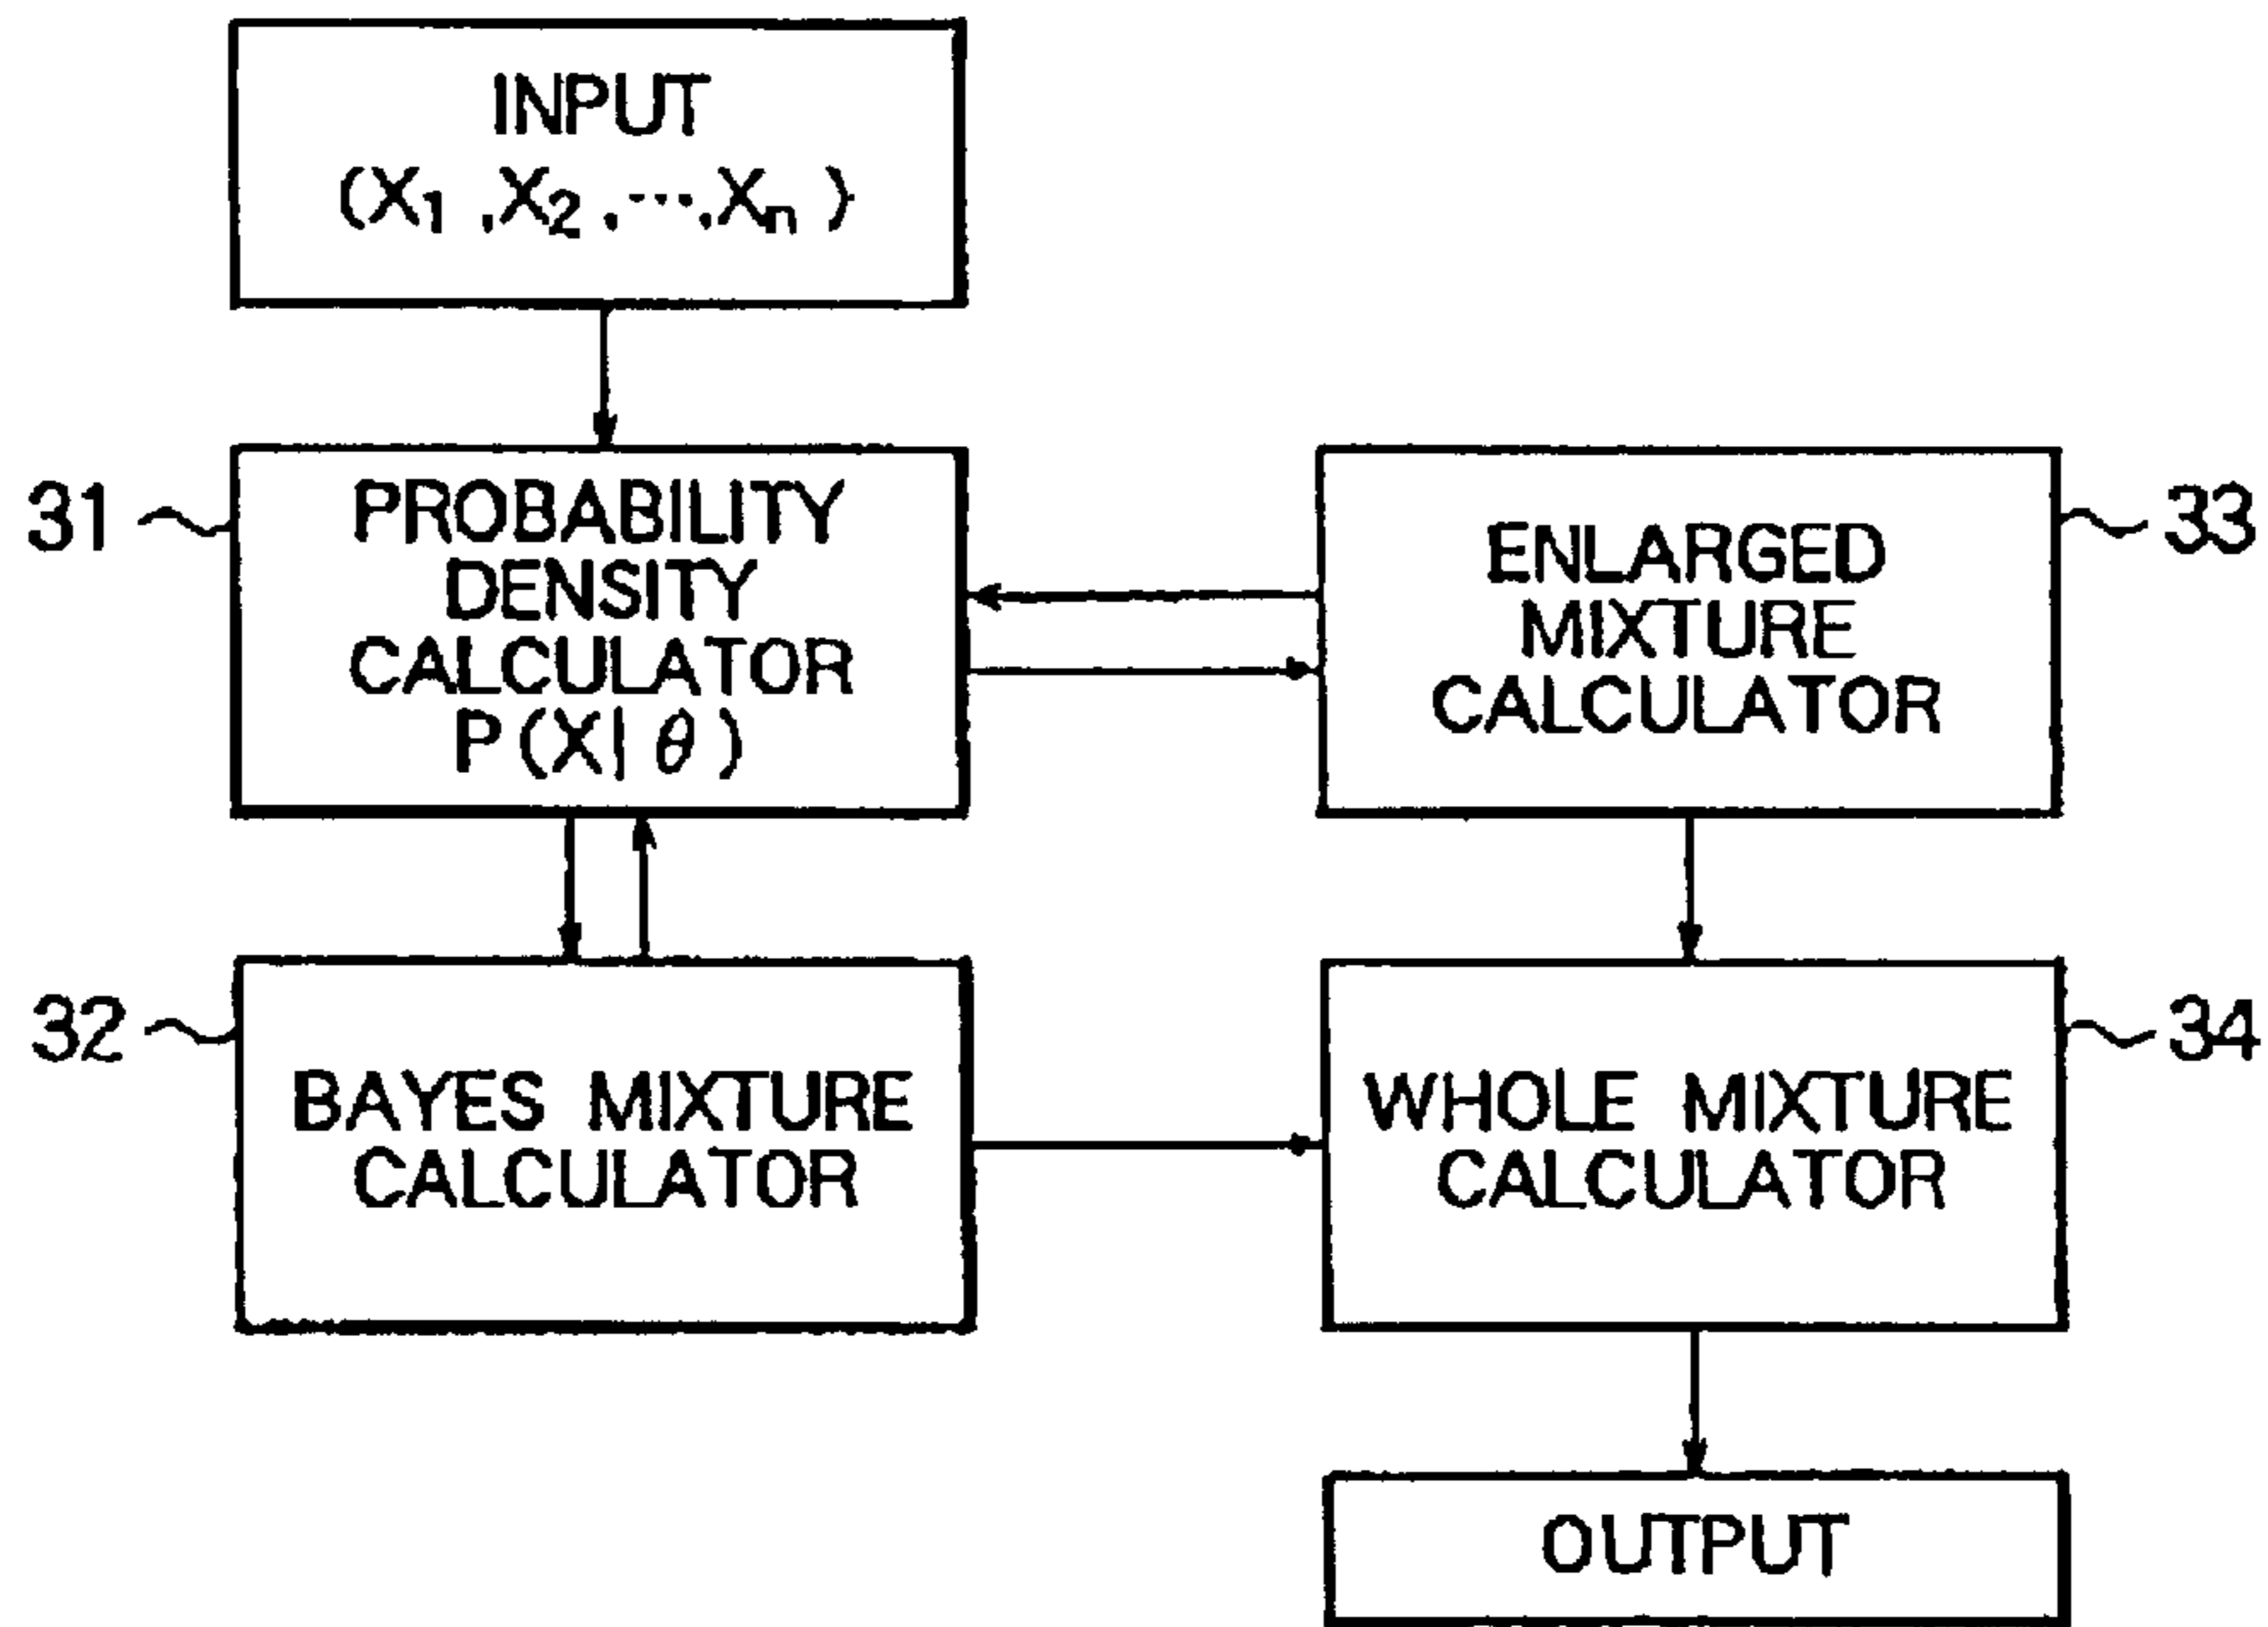 INPUT
(X₁ ,X₂ ,⋯,Xₙ )
31
PROBABILITY
DENSITY
CALCULATOR
P(X| θ )
ENLARGED
MIXTURE
CALCULATOR
33
32
BAYES MIXTURE
CALCULATOR
WHOLE MIXTURE
CALCULATOR
34
OUTPUT